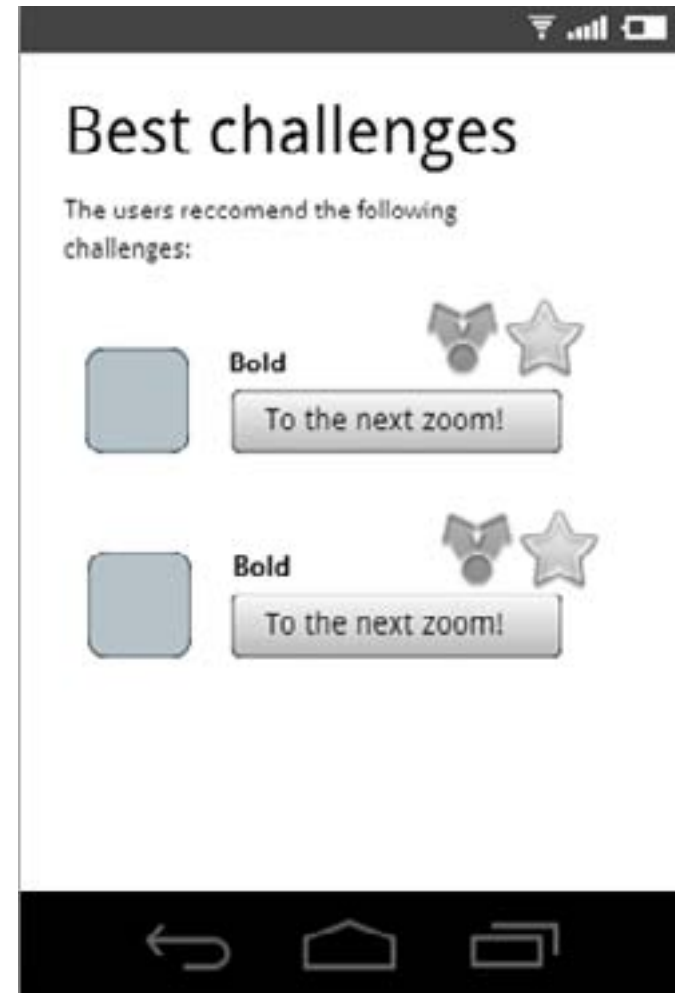 Best challenges
The users reccomend the following
challenges:
Bold
To the next zoom!
Bold
To the next zoom!